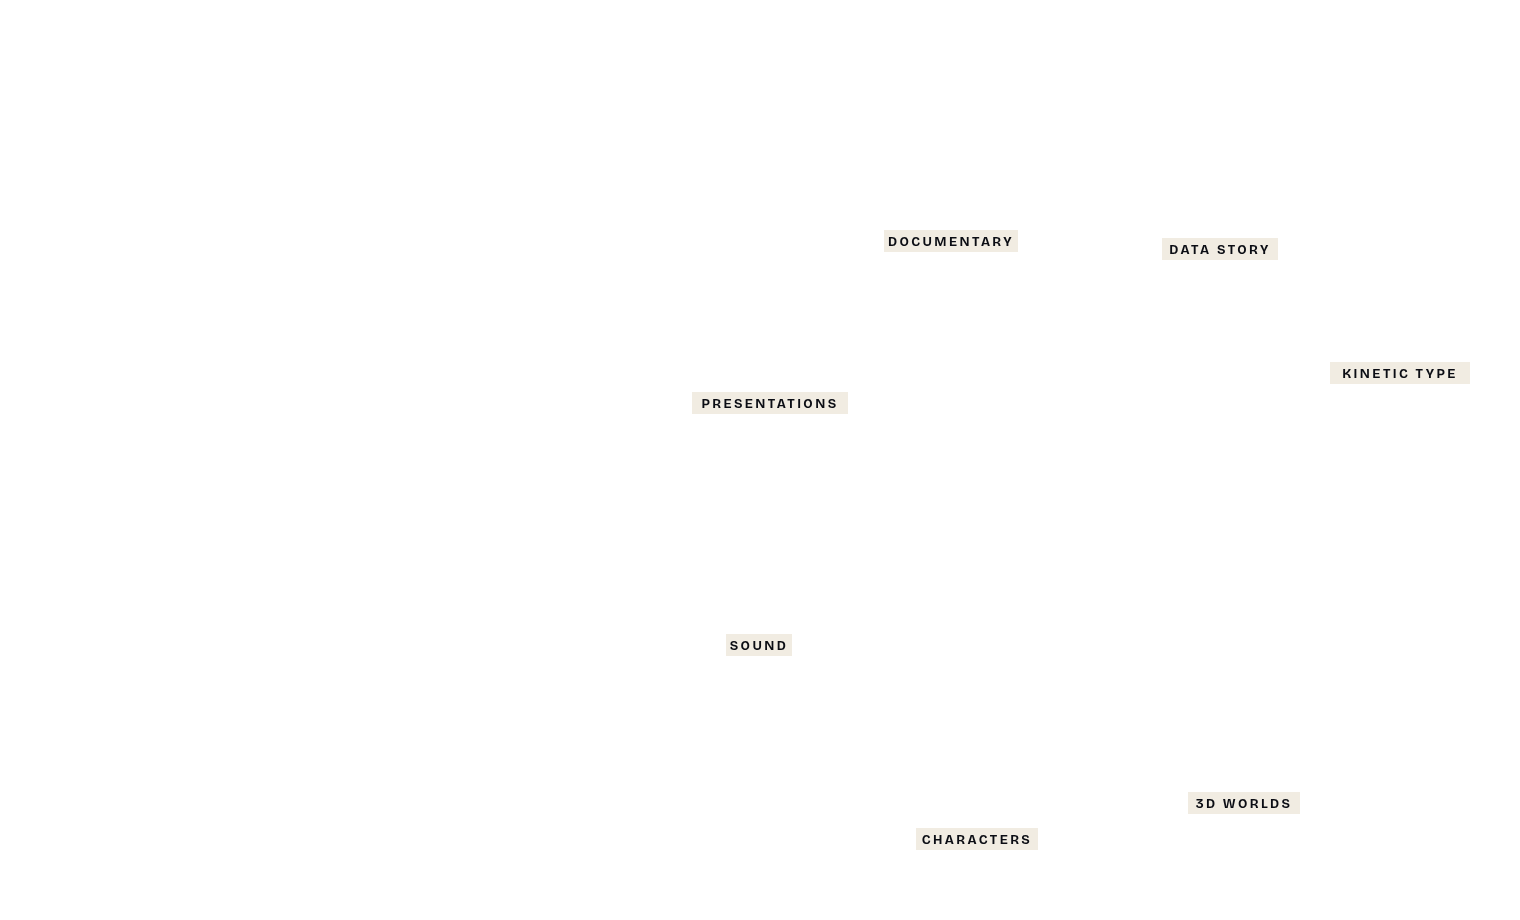 DOCUMENTARY
DATA STORY
KINETIC TYPE
PRESENTATIONS
SOUND
3D WORLDS
CHARACTERS